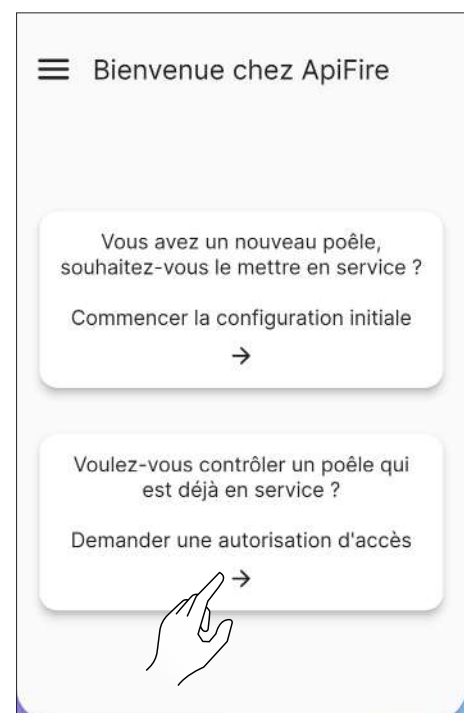 Bienvenue chez ApiFire
Vous avez un nouveau poêle,
souhaitez-vous le mettre en service ?
Commencer la configuration initiale
Voulez-vous contrôler un poêle qui
est déjà en service ?
Demander une autorisation d'accès